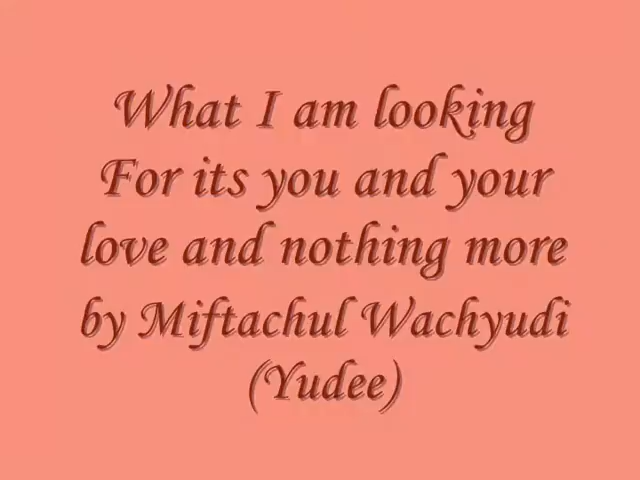 What I am looking
For its you and your
love and nothing more
by Miftachul Wachyudi
(Yudee)